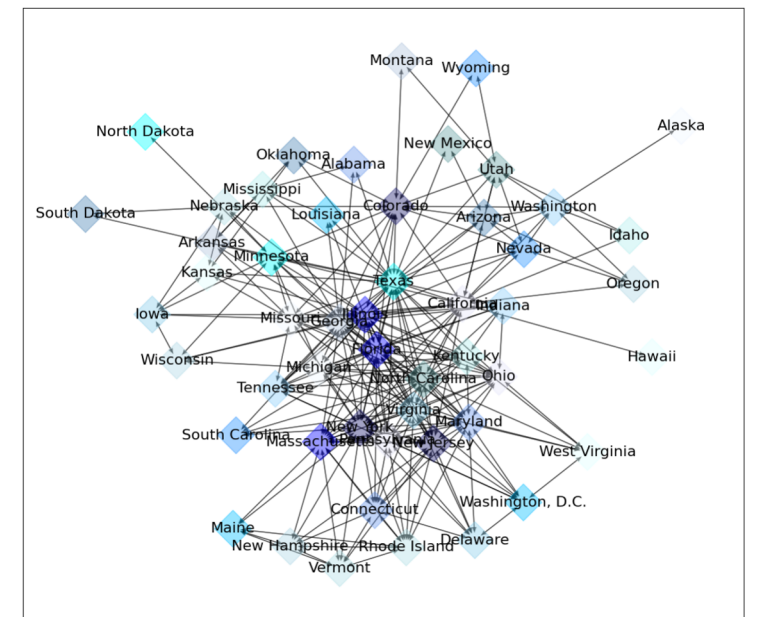 Montana
Wyoming
Alaska
North Dakota
New Mexico
Oklahoma
Alabama
Utah
Mississippi
Nebraska
Colorado
Washington
South Dakota
Louisiana
Arizona
Idaho
Arkansas
Nevada
Minnesota
Kansas
Texas
Oregon
California
Indiana
Iowa
Missouri
Georgia
Illinois
Florida
Kentucky
Hawaii
Wisconsin
Michigan
North Carolina
Ohio
Tennessee
Virginia
Maryland
New York
South Carolina
Massachusetts
Pennsylvania
New Jersey
West Virginia
Washington, D.C.
Connecticut
Maine
New Hampshire
Rhode Island
Delaware
Vermont